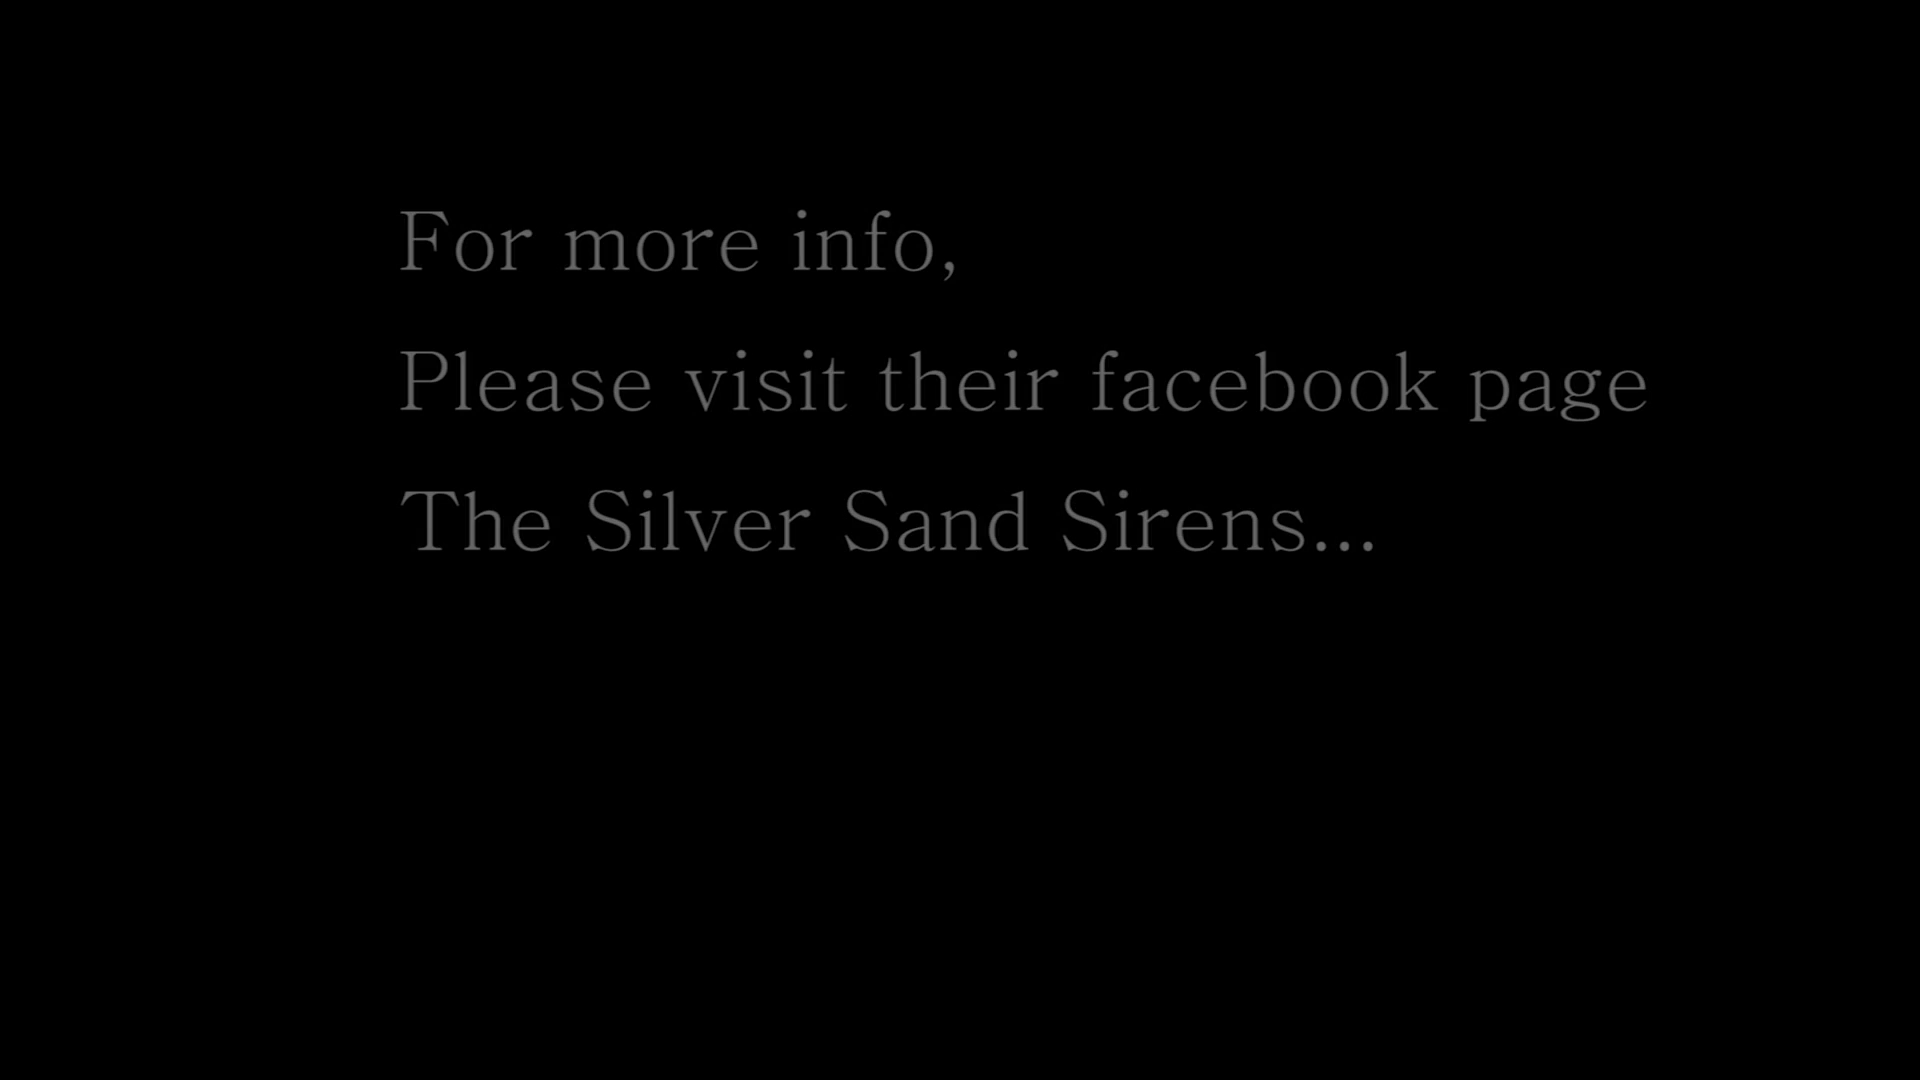 For more info,
Please visit their facebook page
The Silver Sand Sirens...